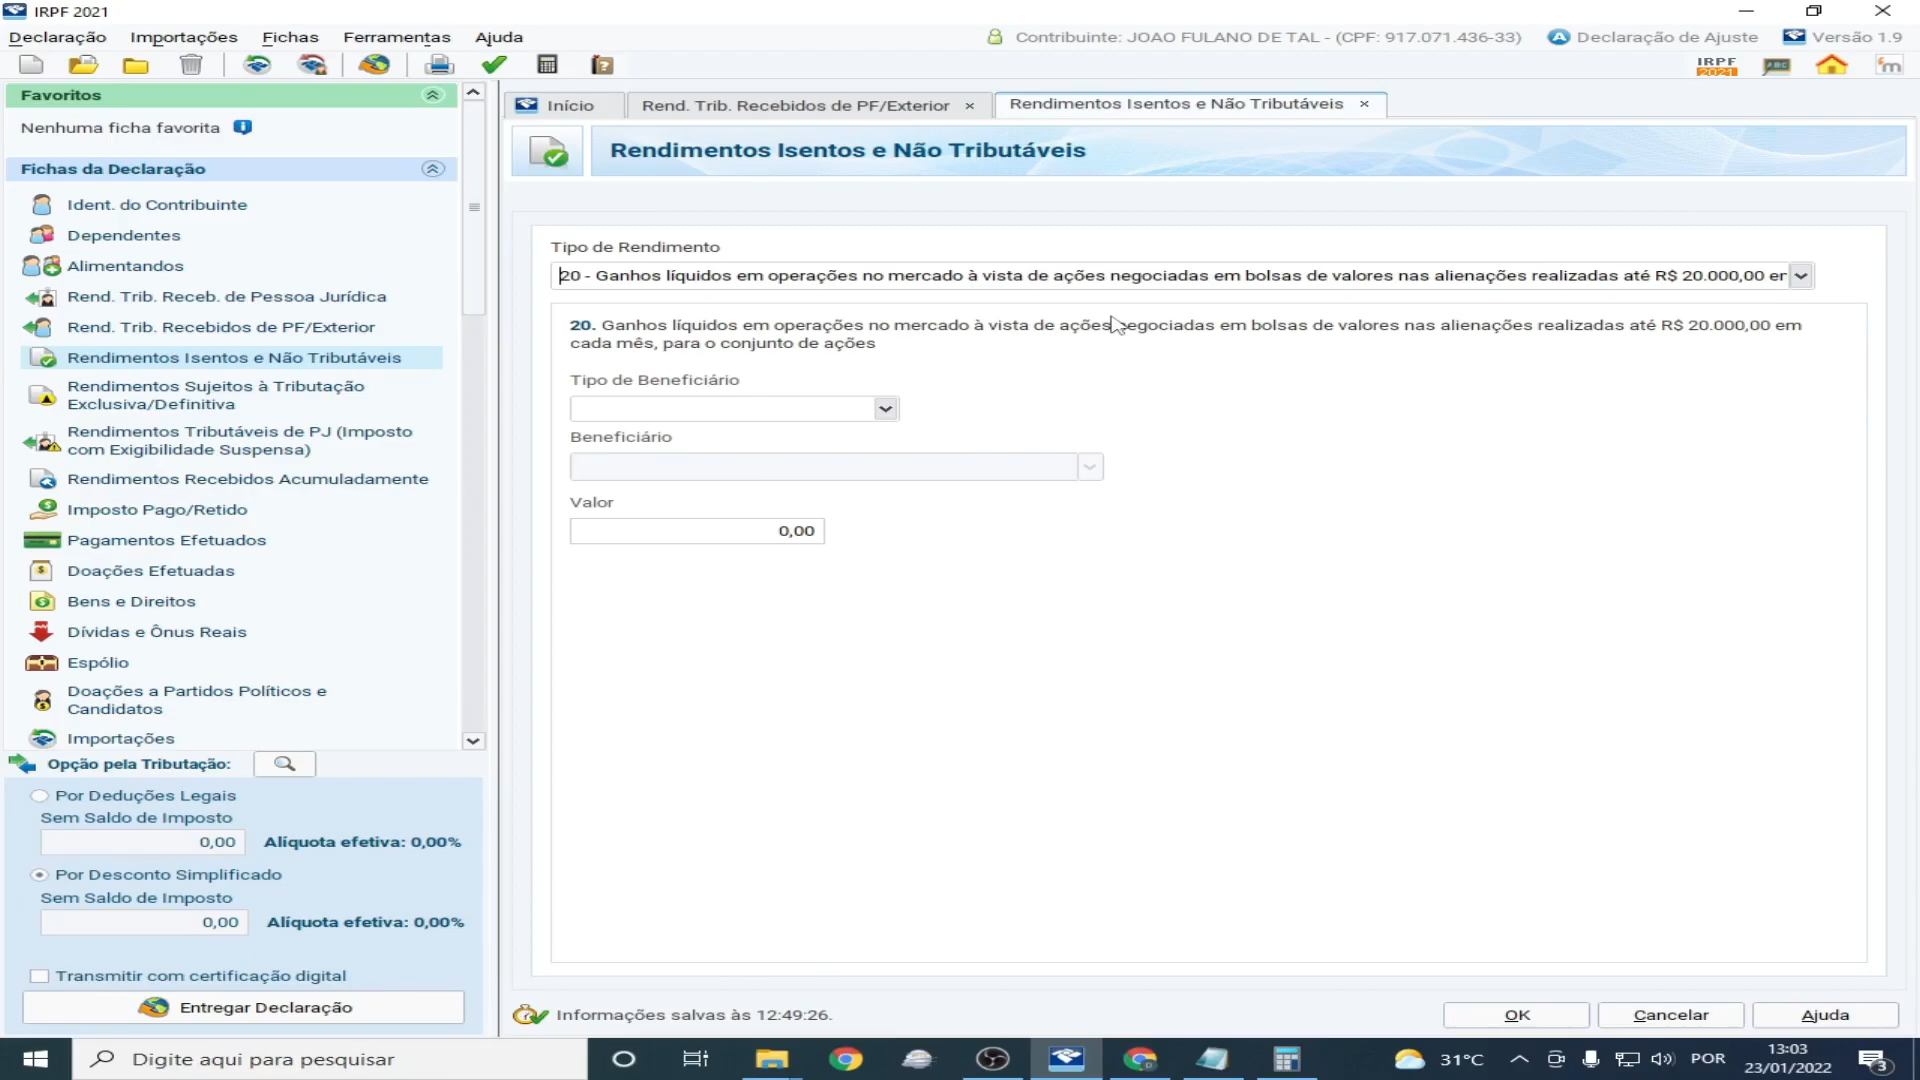 IRPF 2021
Declaração Importações Fichas Ferramentas Ajuda
Contribuinte: JOAO FULANO DE TAL - (CPF: 917.071.436-33) Declaração de Ajuste Versão 1.9
IRPF
2021
ABC
m
Favoritos
Nenhuma ficha favorita
Fichas da Declaração
Ident. do Contribuinte
Dependentes
Alimentandos
Rend. Trib. Receb. de Pessoa Jurídica
Rend. Trib. Recebidos de PF/Exterior
Rendimentos Isentos e Não Tributáveis
Rendimentos Sujeitos à Tributação
Exclusiva/Definitiva
Rendimentos Tributáveis de PJ (Imposto
com Exigibilidade Suspensa)
Rendimentos Recebidos Acumuladamente
Imposto Pago/Retido
Pagamentos Efetuados
Doações Efetuadas
Bens e Direitos
Dívidas e Ônus Reais
Espólio
Doações a Partidos Políticos e
Candidatos
Importações
Opção pela Tributação:
Por Deduções Legais
Sem Saldo de Imposto
0,00 Alíquota efetiva: 0,00%
Por Desconto Simplificado
Sem Saldo de Imposto
0,00 Alíquota efetiva: 0,00%
Transmitir com certificação digital
Entregar Declaração
Início Rend. Trib. Recebidos de PF/Exterior × Rendimentos Isentos e Não Tributáveis ×
Rendimentos Isentos e Não Tributáveis
Tipo de Rendimento
20 - Ganhos líquidos em operações no mercado à vista de ações negociadas em bolsas de valores nas alienações realizadas até R$ 20.000,00 er
20. Ganhos líquidos em operações no mercado à vista de ações negociadas em bolsas de valores nas alienações realizadas até R$ 20.000,00 em
cada mês, para o conjunto de ações
Tipo de Beneficiário
Beneficiário
Valor
0,00
Informações salvas às 12:49:26.
OK Cancelar Ajuda
Digite aqui para pesquisar
31°C POR 13:03
23/01/2022
3